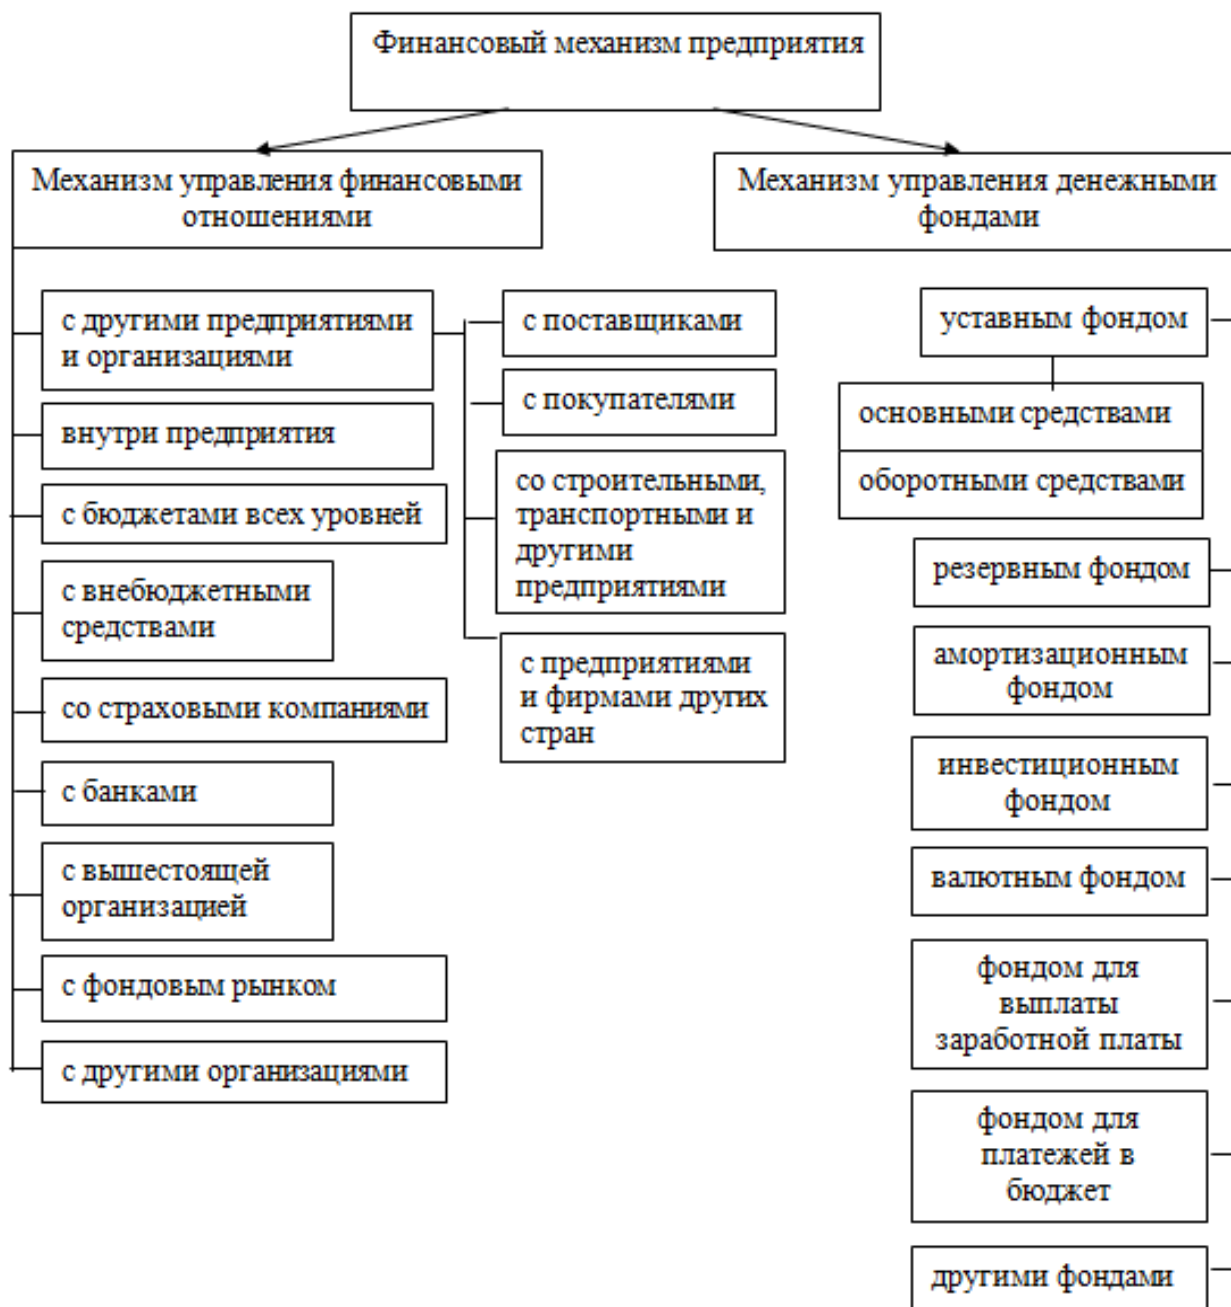 Финансовый механизм предприятия
Механизм управления финансовыми
отношениями
с другими предприятиями
и организациями
внутри предприятия
с бюджетами всех уровней
с внебюджетными
средствами
со страховыми компаниями
с банками
с вышестоящей
организацией
с фондовым рынком
с другими организациями
с поставщиками
с покупателями
со строительными,
транспортными и
другими
предприятиями
с предприятиями
и фирмами других
стран
Механизм управления денежными
фондами
уставным фондом
основными средствами
оборотными средствами
резервным фондом
амортизационным
фондом
инвестиционным
фондом
валютным фондом
фондом для
выплаты
заработной платы
фондом для
платежей в
бюджет
другими фондами